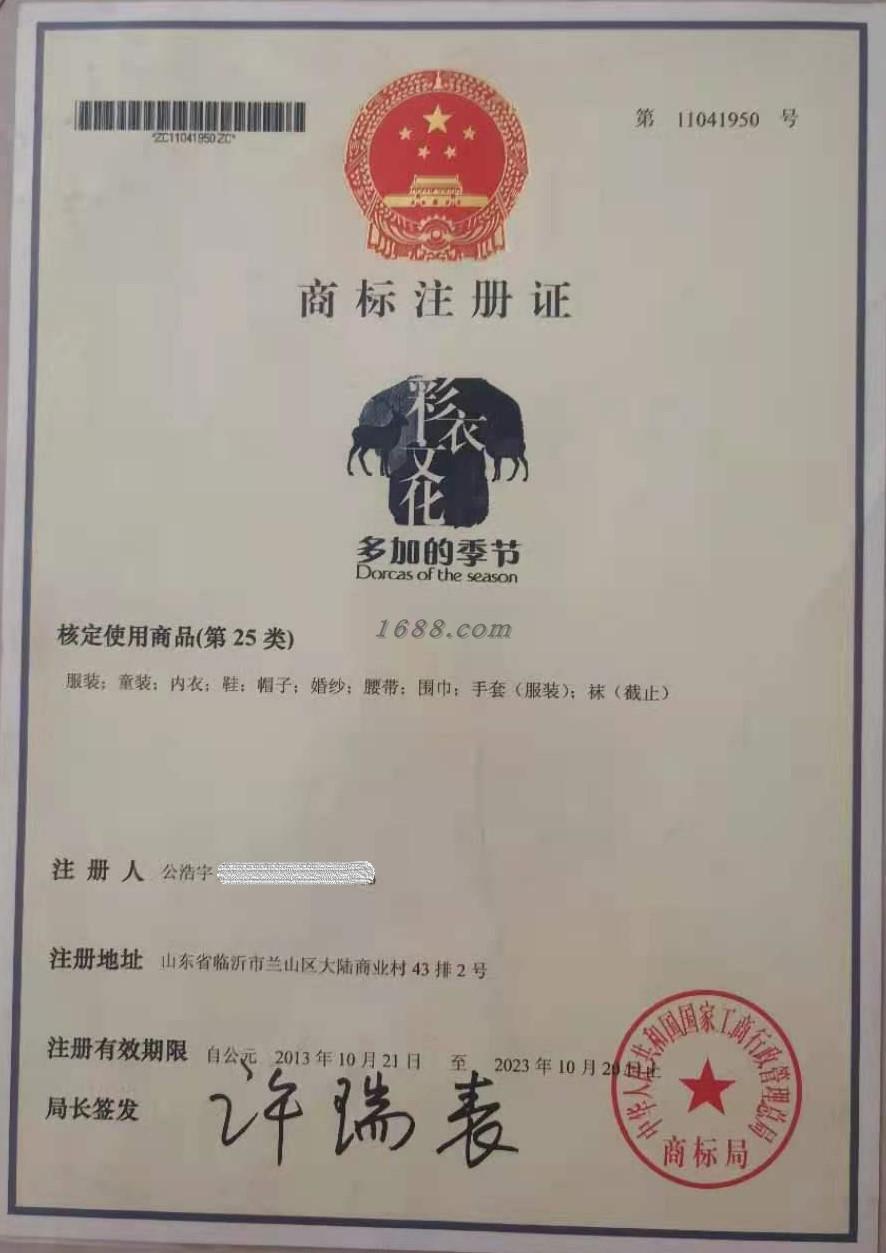 第 11041950 号
*ZC11041950ZC*
商标注册证
彩衣
文化
多加的季节
Dorcas of the season
1688.com
核定使用商品(第 25 类)
服装；童装；内衣；鞋；帽子；婚纱；腰带；围巾；手套（服装）；袜（截止）
注 册 人 公浩宇
注册地址 山东省临沂市兰山区大陆商业村 43 排 2 号
注册有效期限 自公元 2013 年 10 月 21 日 至 2023 年 10 月 20 日止
局长签发 许瑞表
中华人民共和国国家工商行政管理总局
商标局